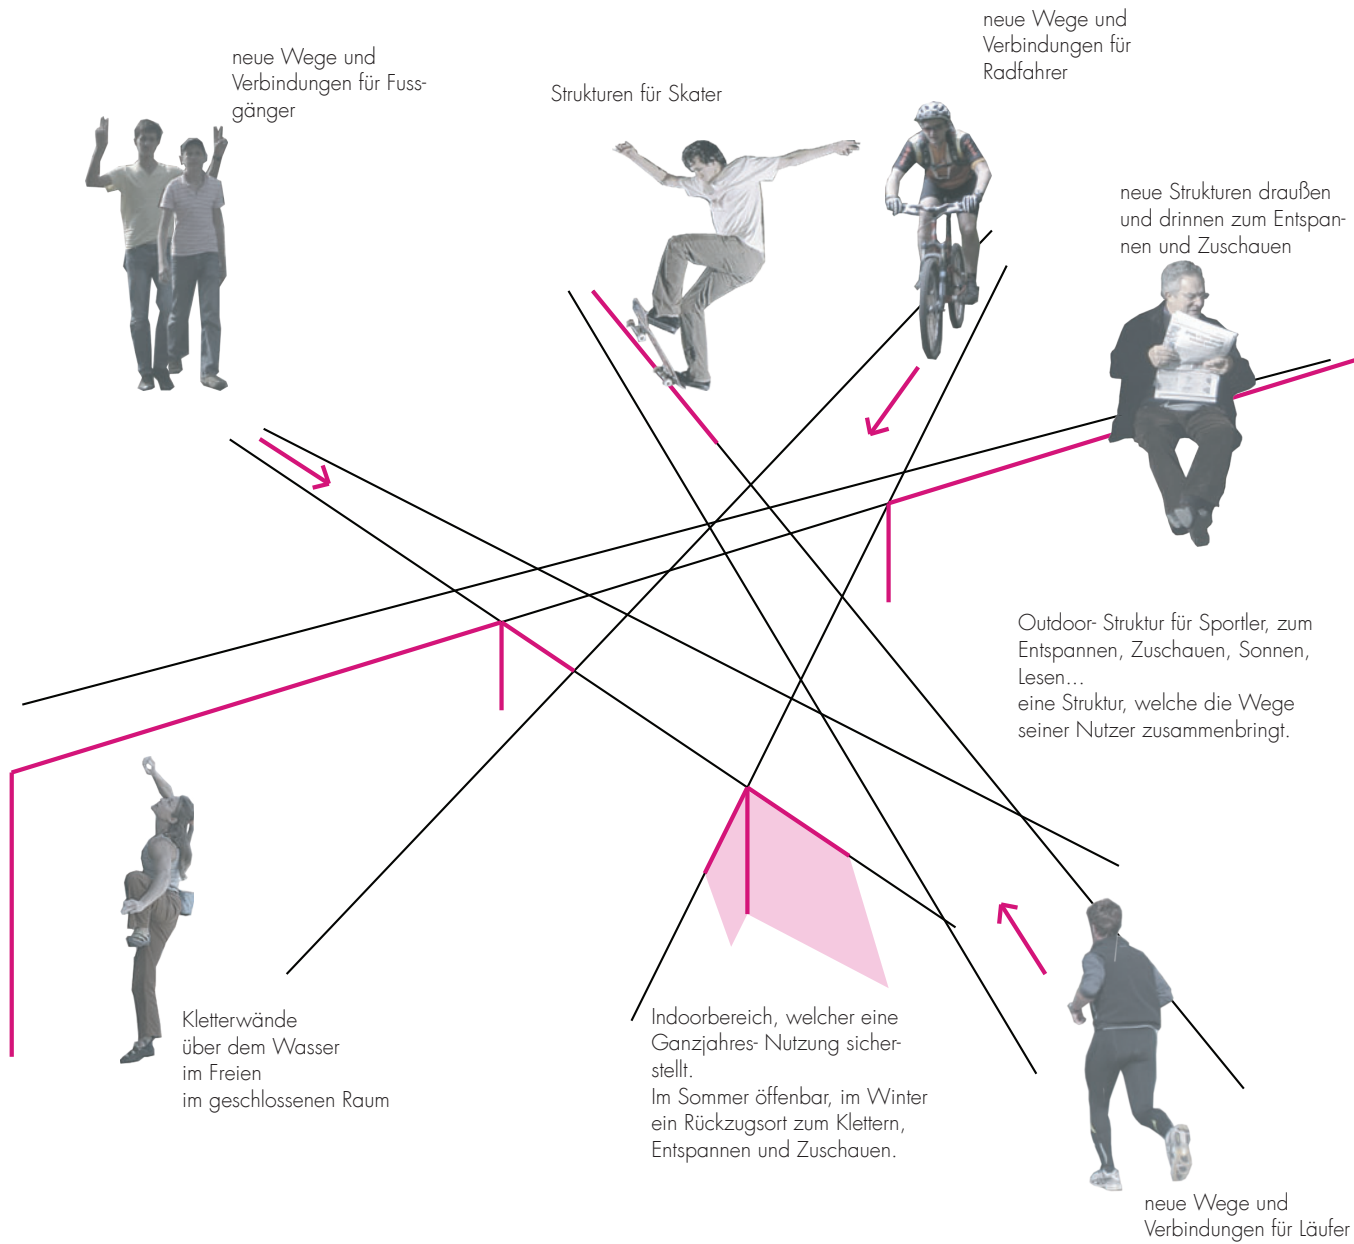 neue Wege und
Verbindungen für Fuss-
gänger
Strukturen für Skater
neue Wege und
Verbindungen für
Radfahrer
neue Strukturen draußen
und drinnen zum Entspan-
nen und Zuschauen
Outdoor- Struktur für Sportler, zum
Entspannen, Zuschauen, Sonnen,
Lesen...
eine Struktur, welche die Wege
seiner Nutzer zusammenbringt.
Kletterwände
über dem Wasser
im Freien
im geschlossenen Raum
Indoorbereich, welcher eine
Ganzjahres- Nutzung sicher-
stellt.
Im Sommer öffenbar, im Winter
ein Rückzugsort zum Klettern,
Entspannen und Zuschauen.
neue Wege und
Verbindungen für Läufer